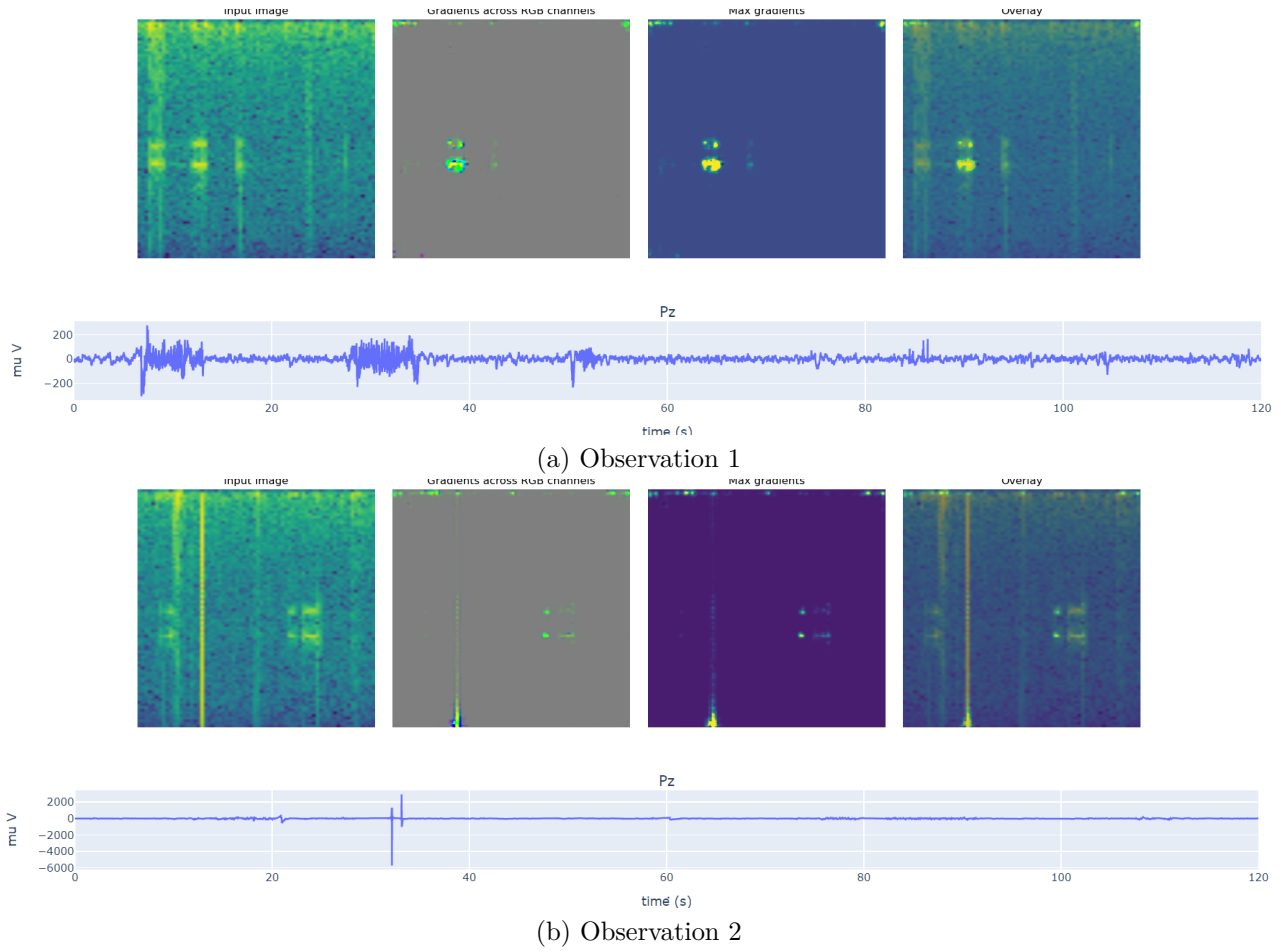 Input image Gradients across RGB channels Max gradients Overlay
Pz
mu V
200
0
−200
0 20 40 60 80 100 120
time (s)
(a) Observation 1
Input image Gradients across RGB channels Max gradients Overlay
Pz
mu V
2000
0
−2000
−4000
−6000
0 20 40 60 80 100 120
time (s)
(b) Observation 2